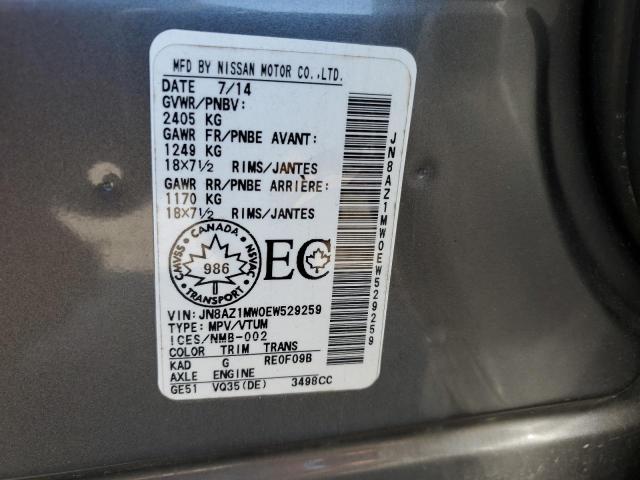 MFD BY NISSAN MOTOR CO.,LTD.
DATE 7/14
GVWR/PNBV:
2405 KG
GAWR FR/PNBE AVANT:
1249 KG
18X7½ RIMS/JANTES
GAWR RR/PNBE ARRIÈRE:
1170 KG
18X7½ RIMS/JANTES
CANADA
CMVSS
NSVAC
986
TRANSPORT
EC
VIN: JN8AZ1MW0EW529259
TYPE: MPV/VTUM
ICES/NMB-002
COLOR TRIM TRANS
KAD G RE0F09B
AXLE ENGINE
GE51 VQ35(DE) 3498CC
JN8AZ1MW0EW529259